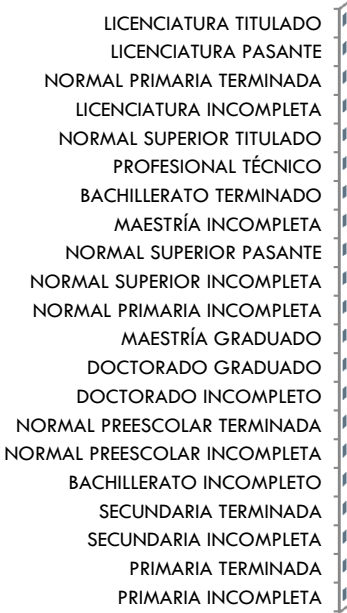 LICENCIATURA TITULADO
LICENCIATURA PASANTE
NORMAL PRIMARIA TERMINADA
LICENCIATURA INCOMPLETA
NORMAL SUPERIOR TITULADO
PROFESIONAL TÉCNICO
BACHILLERATO TERMINADO
MAESTRÍA INCOMPLETA
NORMAL SUPERIOR PASANTE
NORMAL SUPERIOR INCOMPLETA
NORMAL PRIMARIA INCOMPLETA
MAESTRÍA GRADUADO
DOCTORADO GRADUADO
DOCTORADO INCOMPLETO
NORMAL PREESCOLAR TERMINADA
NORMAL PREESCOLAR INCOMPLETA
BACHILLERATO INCOMPLETO
SECUNDARIA TERMINADA
SECUNDARIA INCOMPLETA
PRIMARIA TERMINADA
PRIMARIA INCOMPLETA